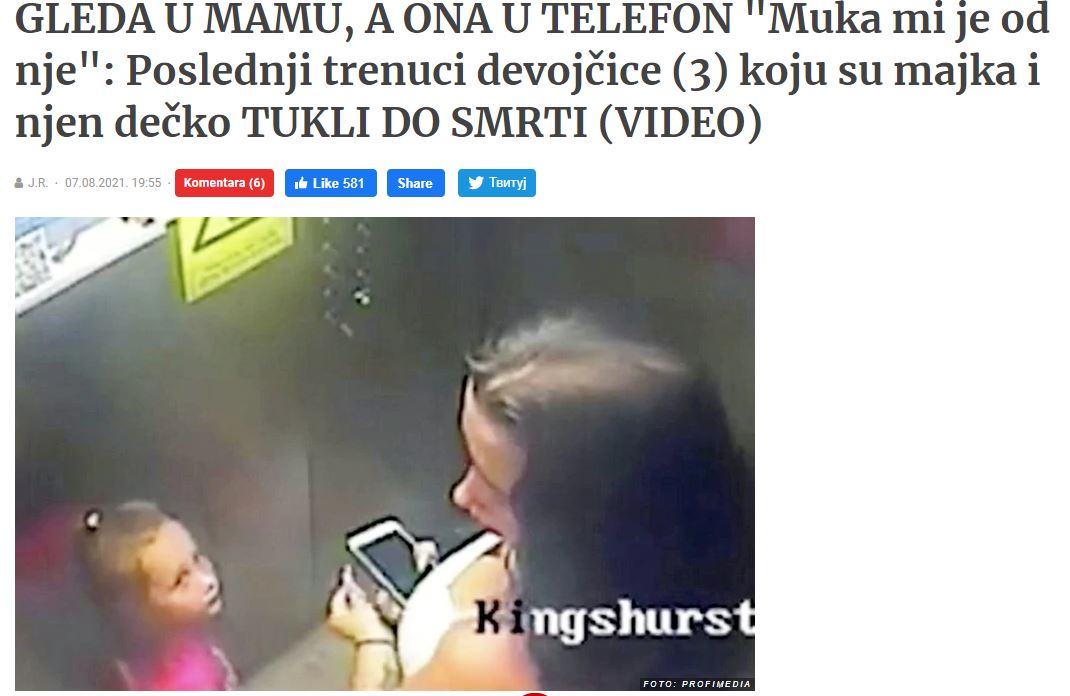 GLEDA U MAMU, A ONA U TELEFON "Muka mi je od
nje": Poslednji trenuci devojčice (3) koju su majka i
njen dečko TUKLI DO SMRTI (VIDEO)
J.R. · 07.08.2021. 19:55 · Komentara (6) Like 581 Share Твитуј
Kingshurst
FOTO: PROFIMEDIA